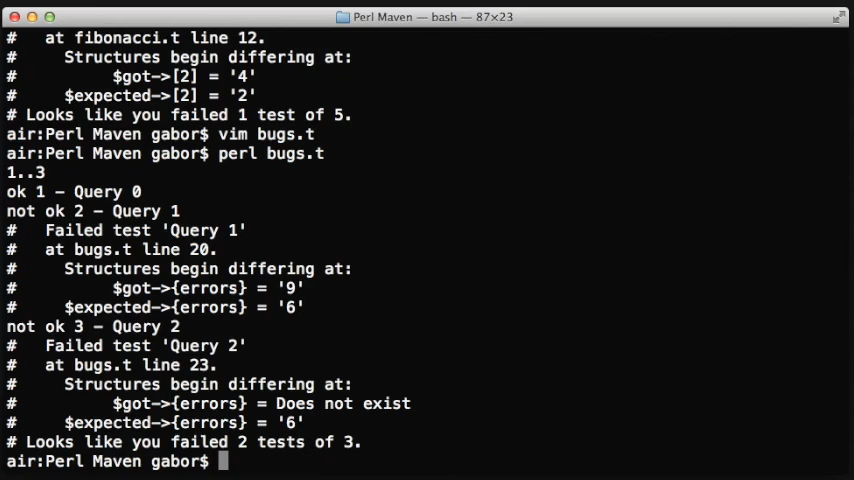 Perl Maven — bash — 87×23
#   at fibonacci.t line 12.
#     Structures begin differing at:
#          $got->[2] = '4'
#     $expected->[2] = '2'
# Looks like you failed 1 test of 5.
air:Perl Maven gabor$ vim bugs.t
air:Perl Maven gabor$ perl bugs.t
1..3
ok 1 - Query 0
not ok 2 - Query 1
#   Failed test 'Query 1'
#   at bugs.t line 20.
#     Structures begin differing at:
#          $got->{errors} = '9'
#     $expected->{errors} = '6'
not ok 3 - Query 2
#   Failed test 'Query 2'
#   at bugs.t line 23.
#     Structures begin differing at:
#          $got->{errors} = Does not exist
#     $expected->{errors} = '6'
# Looks like you failed 2 tests of 3.
air:Perl Maven gabor$